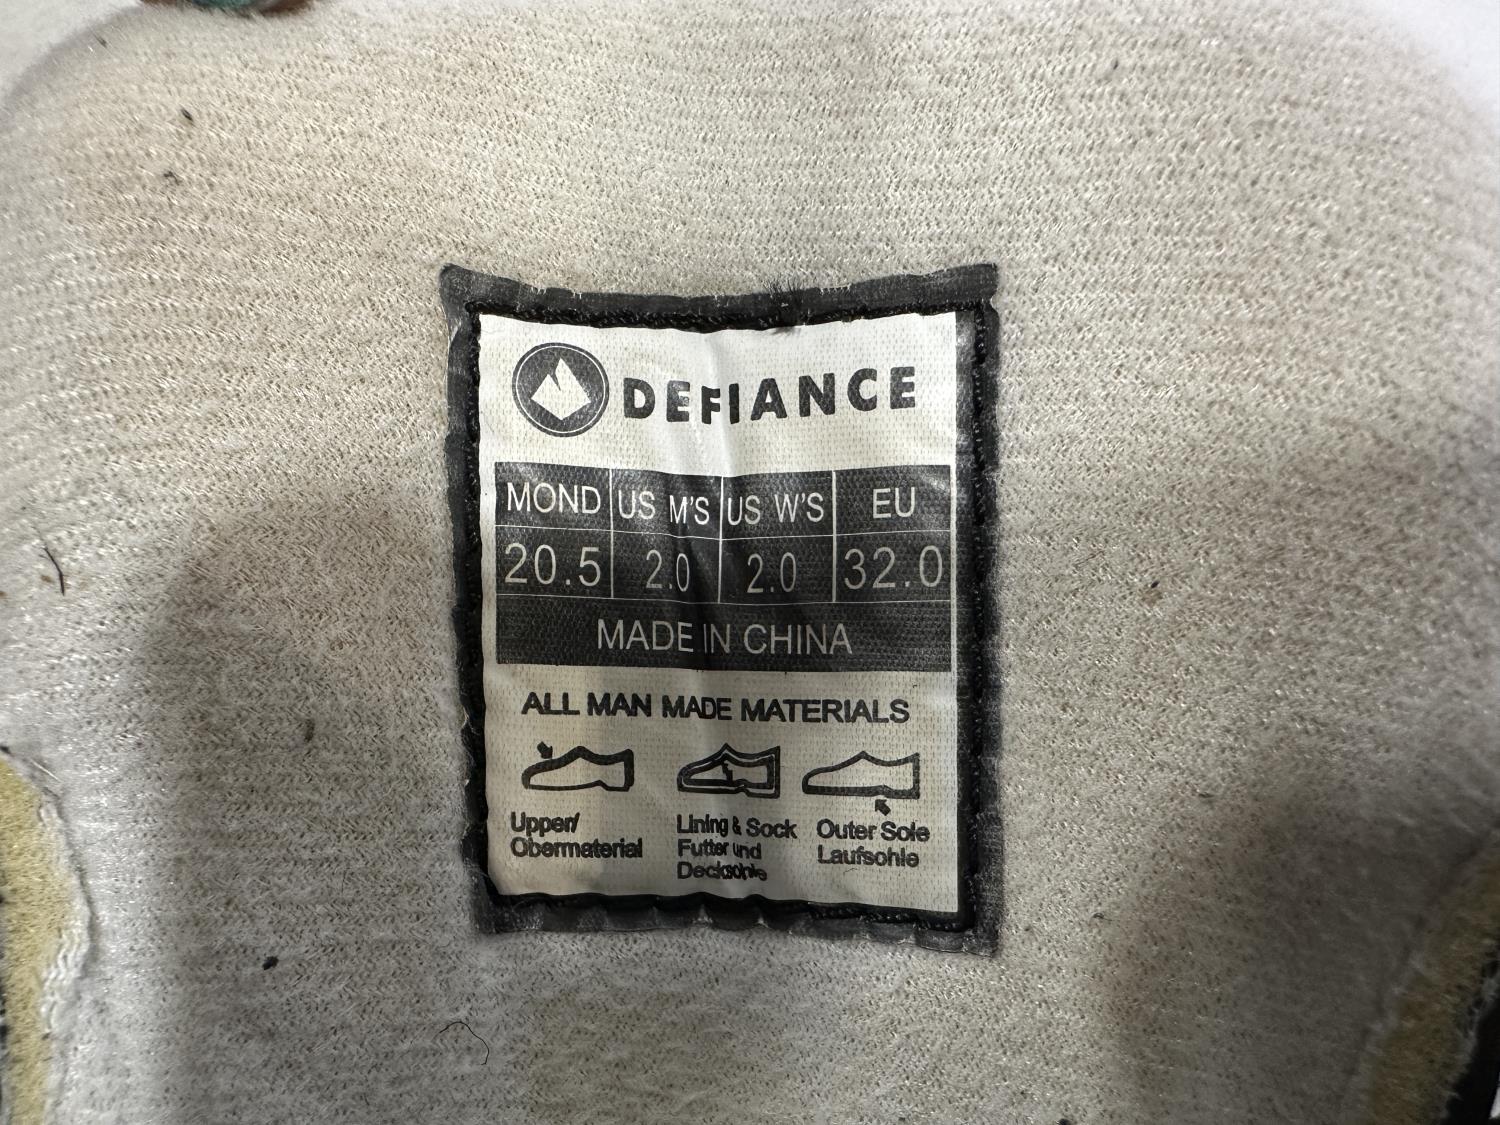 DEFIANCE
MOND US M'S US W'S EU
20.5 2.0 2.0 32.0
MADE IN CHINA
ALL MAN MADE MATERIALS
Upper/
Obermaterial
Lining & Sock
Futter und
Decksohle
Outer Sole
Laufsohle